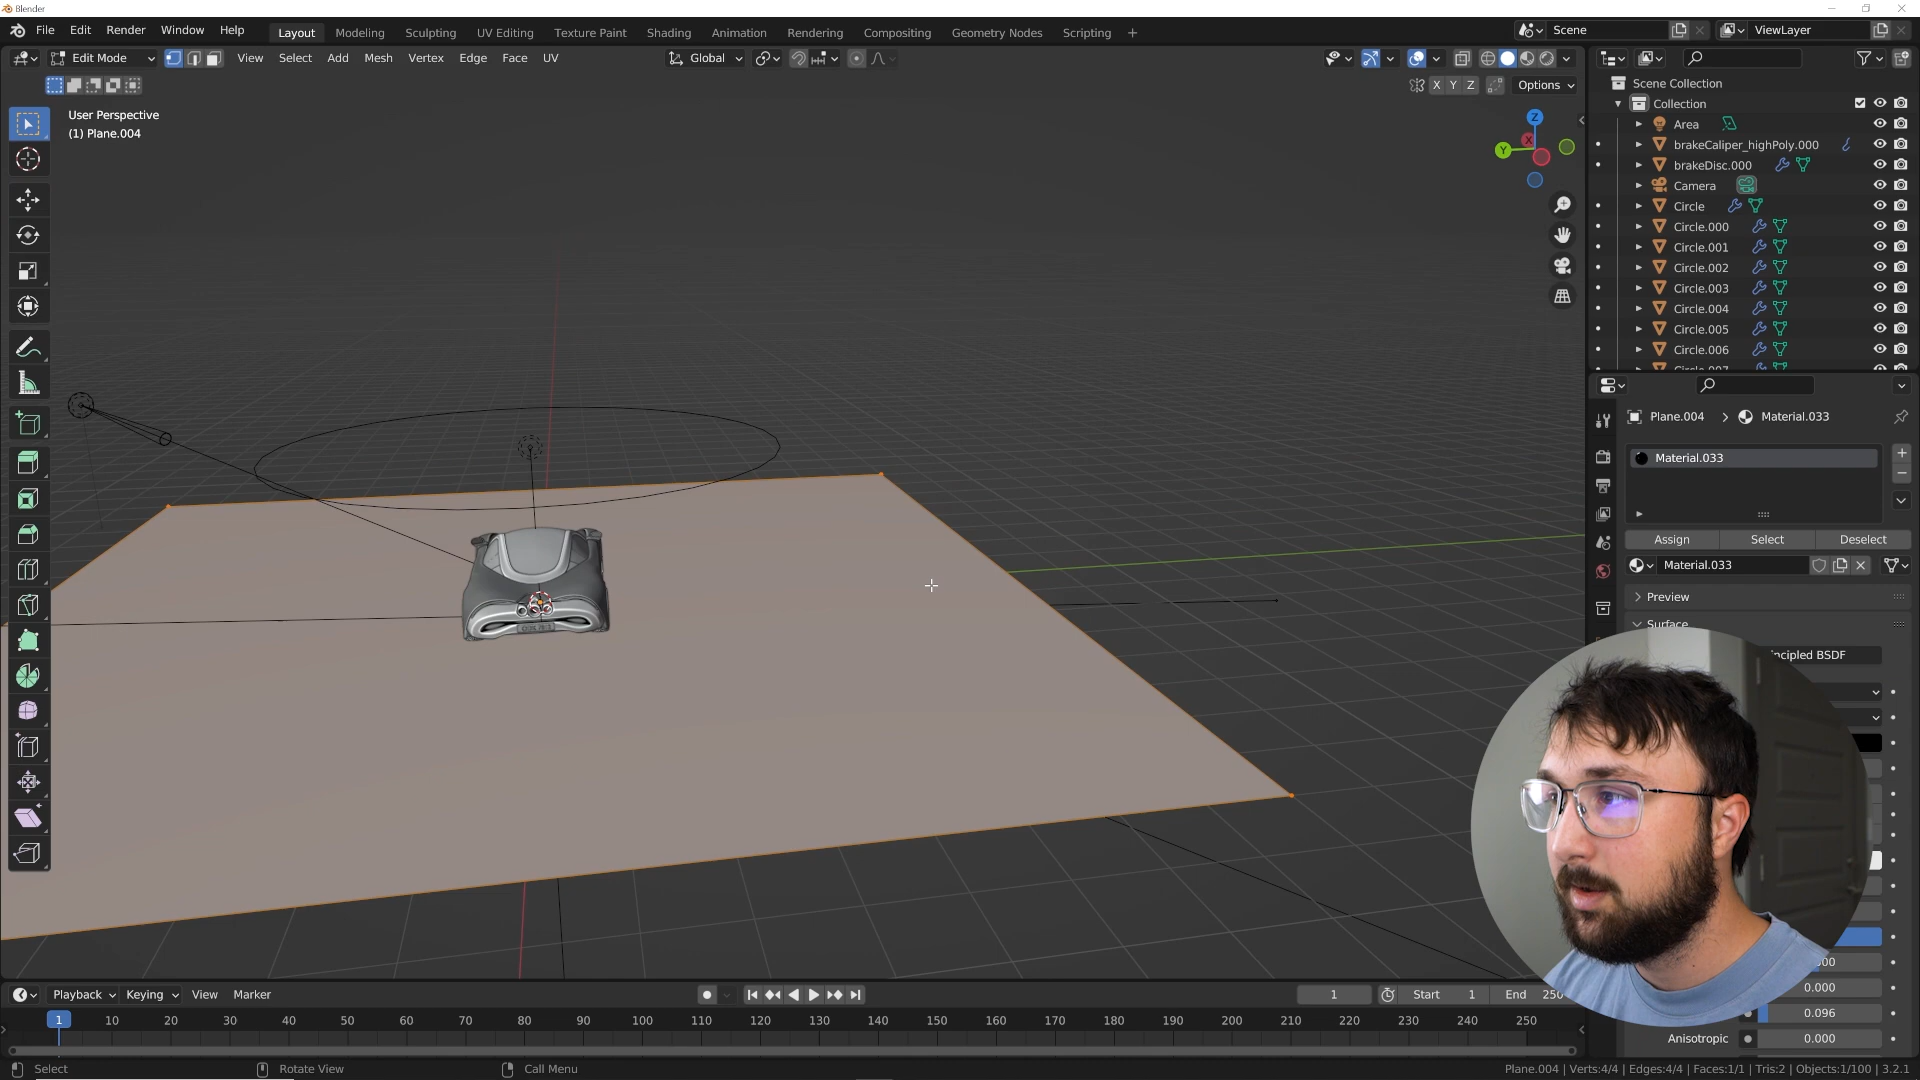 Blender
File Edit Render Window Help Layout Modeling Sculpting UV Editing Texture Paint Shading Animation Rendering Compositing Geometry Nodes Scripting + Scene ViewLayer
Edit Mode View Select Add Mesh Vertex Edge Face UV Global
X Y Z Options
User Perspective
(1) Plane.004
Z
X
Y
Scene Collection
Collection
Area
brakeCaliper_highPoly.000
brakeDisc.000
Camera
Circle
Circle.000
Circle.001
Circle.002
Circle.003
Circle.004
Circle.005
Circle.006
Circle.007
Plane.004 > Material.033
Material.033
Assign Select Deselect
Material.033
Preview
Surface
incipled BSDF
00
0.000
0.096
Anisotropic 0.000
Playback Keying View Marker 1 Start 1 End 250
1 10 20 30 40 50 60 70 80 90 100 110 120 130 140 150 160 170 180 190 200 210 220 230 240 250
Select Rotate View Call Menu Plane.004 | Verts:4/4 | Edges:4/4 | Faces:1/1 | Tris:2 | Objects:1/100 | 3.2.1